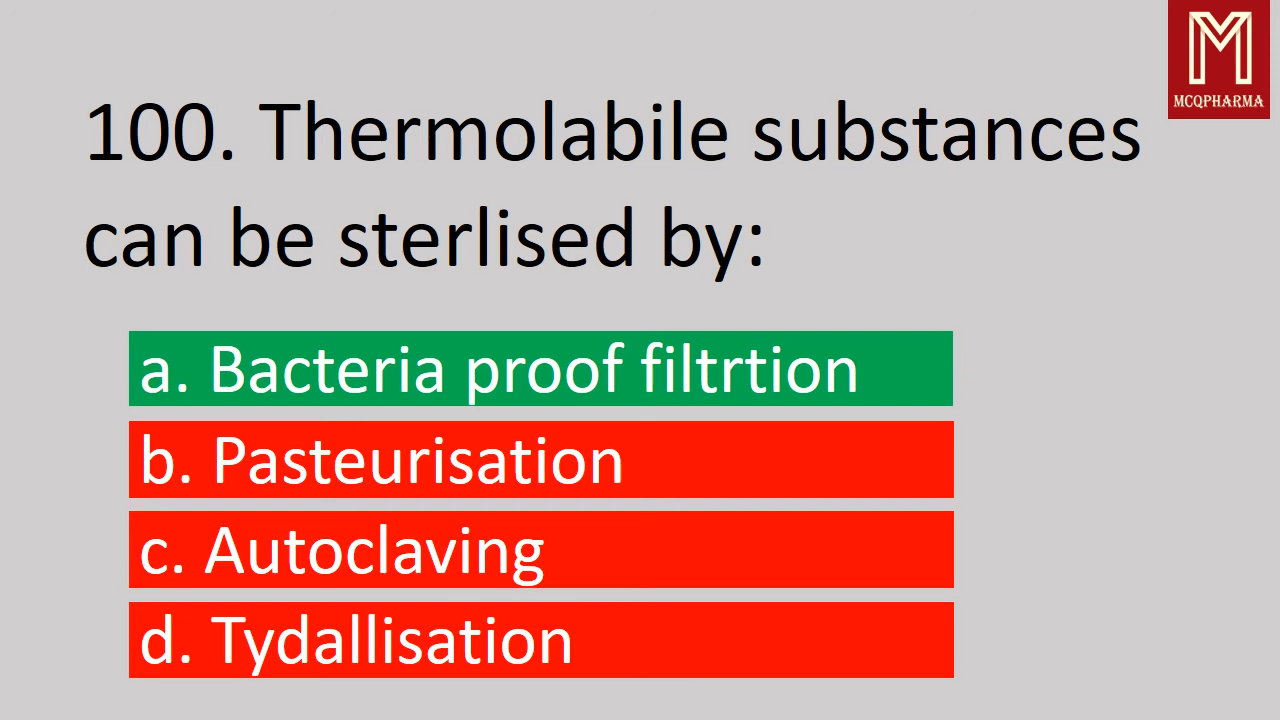 M
MCQPHARMA
100. Thermolabile substances
can be sterlised by:
a. Bacteria proof filtrtion
b. Pasteurisation
c. Autoclaving
d. Tydallisation